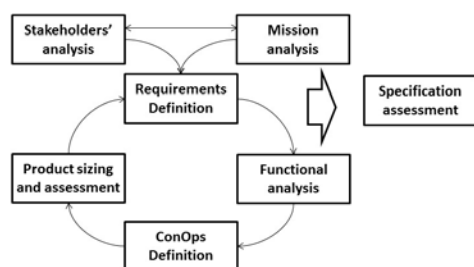 Stakeholders'
analysis
Mission
analysis
Requirements
Definition
Specification
assessment
Product sizing
and assessment
Functional
analysis
ConOps
Definition